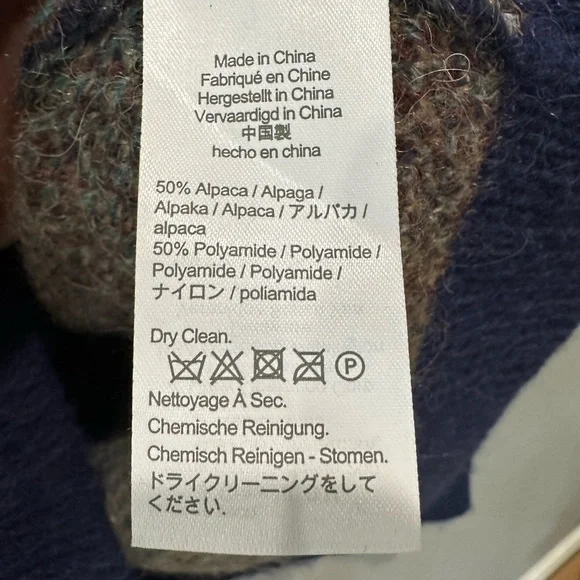 Made in China
Fabriqué en Chine
Hergestellt in China
Vervaardigd in China
中国製
hecho en china
50% Alpaca / Alpaga /
Alpaka / Alpaca / アルパカ /
alpaca
50% Polyamide / Polyamide /
Polyamide / Polyamide /
ナイロン / poliamida
Dry Clean.
P
Nettoyage À Sec.
Chemische Reinigung.
Chemisch Reinigen - Stomen.
ドライクリーニングをして
ください.